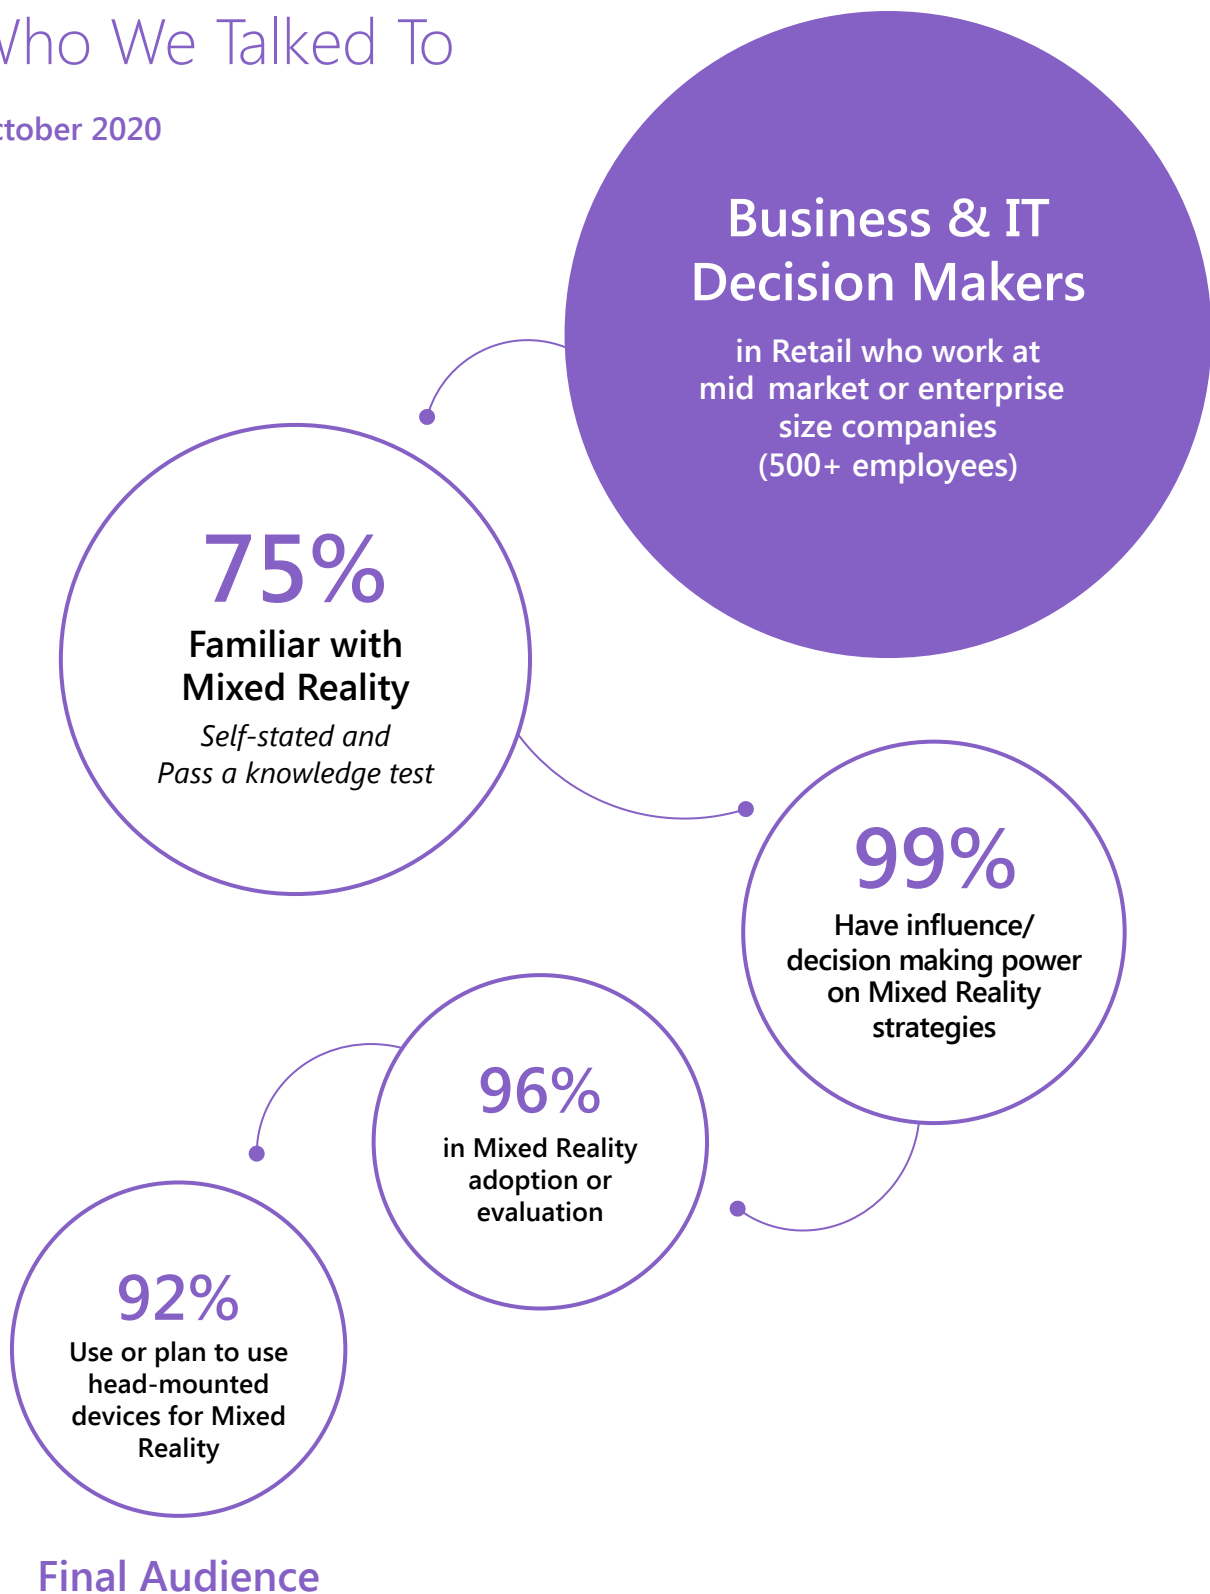 Who We Talked To
October 2020
Business & IT
Decision Makers
in Retail who work at
mid market or enterprise
size companies
(500+ employees)
75%
Familiar with
Mixed Reality
Self-stated and
Pass a knowledge test
99%
Have influence/
decision making power
on Mixed Reality
strategies
96%
in Mixed Reality
adoption or
evaluation
92%
Use or plan to use
head-mounted
devices for Mixed
Reality
Final Audience